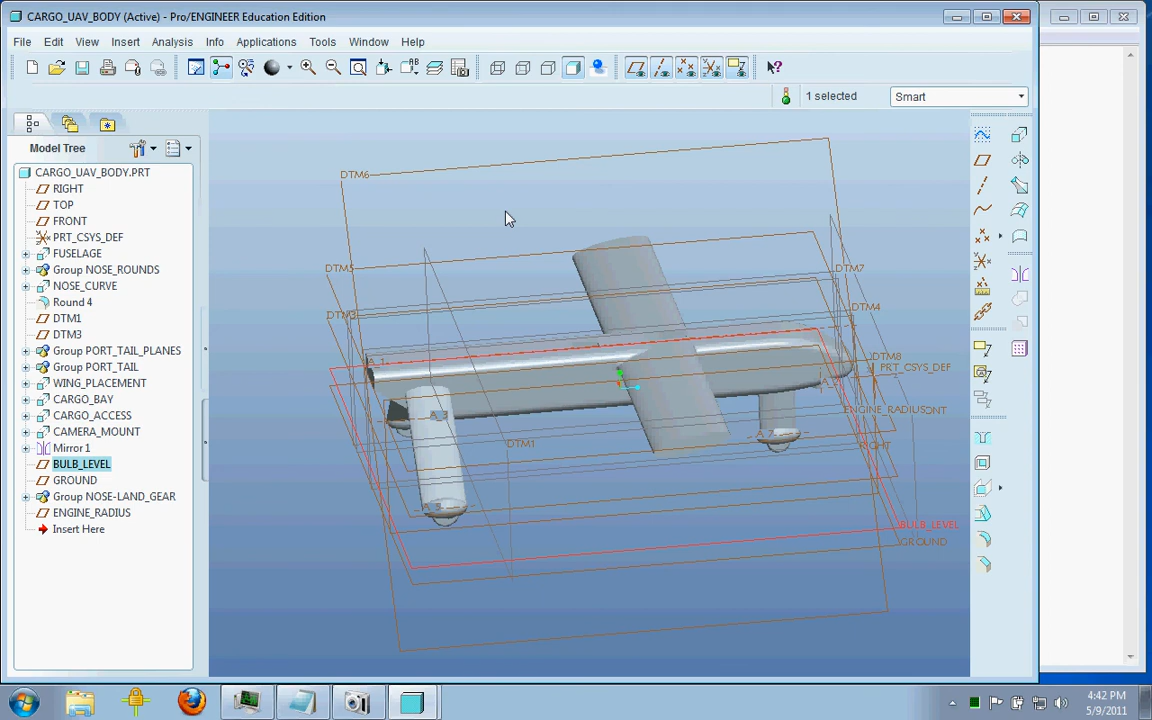 CARGO_UAV_BODY (Active) - Pro/ENGINEER Education Edition
File Edit View Insert Analysis Info Applications Tools Window Help
1 selected
Smart
Model Tree
CARGO_UAV_BODY.PRT
RIGHT
TOP
FRONT
PRT_CSYS_DEF
FUSELAGE
Group NOSE_ROUNDS
NOSE_CURVE
Round 4
DTM1
DTM3
Group PORT_TAIL_PLANES
Group PORT_TAIL
WING_PLACEMENT
CARGO_BAY
CARGO_ACCESS
CAMERA_MOUNT
Mirror 1
BULB_LEVEL
GROUND
Group NOSE-LAND_GEAR
ENGINE_RADIUS
Insert Here
DTM6
DTM5
DTM7
DTM3
DTM4
A_1
DTM8
PRT_CSYS_DEF
A_3
ENGINE_RADIUS
DTM1
RIGHT
BULB_LEVEL
GROUND
4:42 PM
5/9/2011